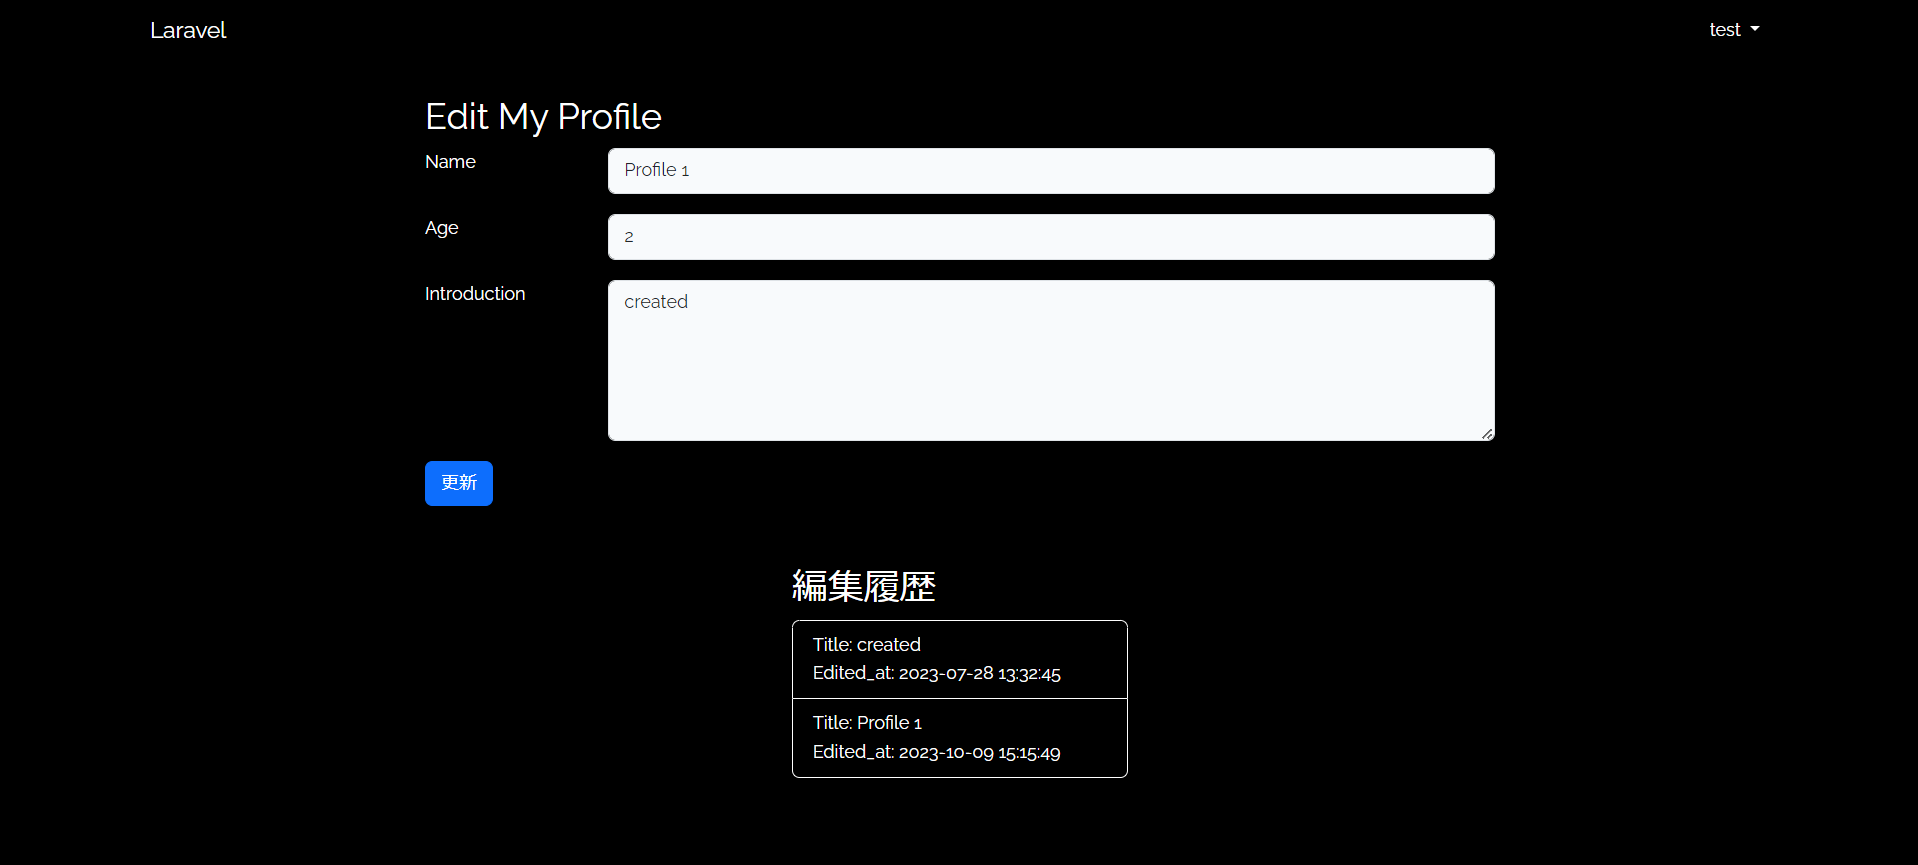 Laravel
test
Edit My Profile
Name
Profile 1
Age
2
Introduction
created
更新
編集履歴
Title: created
Edited_at: 2023-07-28 13:32:45
Title: Profile 1
Edited_at: 2023-10-09 15:15:49